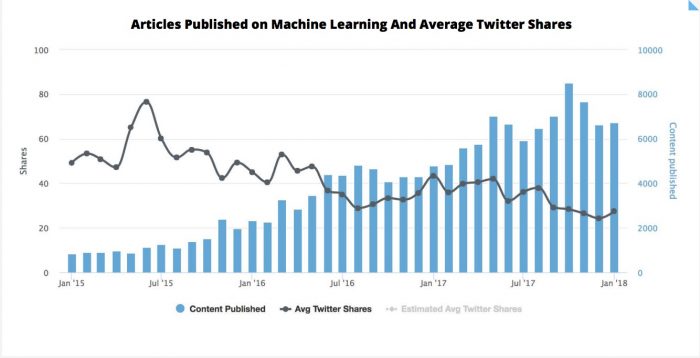 Articles Published on Machine Learning And Average Twitter Shares
100
80
60
40
20
0
Shares
10000
8000
6000
4000
2000
0
Content published
Jan '15
Jul '15
Jan '16
Jul '16
Jan '17
Jul '17
Jan '18
Content Published
Avg Twitter Shares
Estimated Avg Twitter Shares